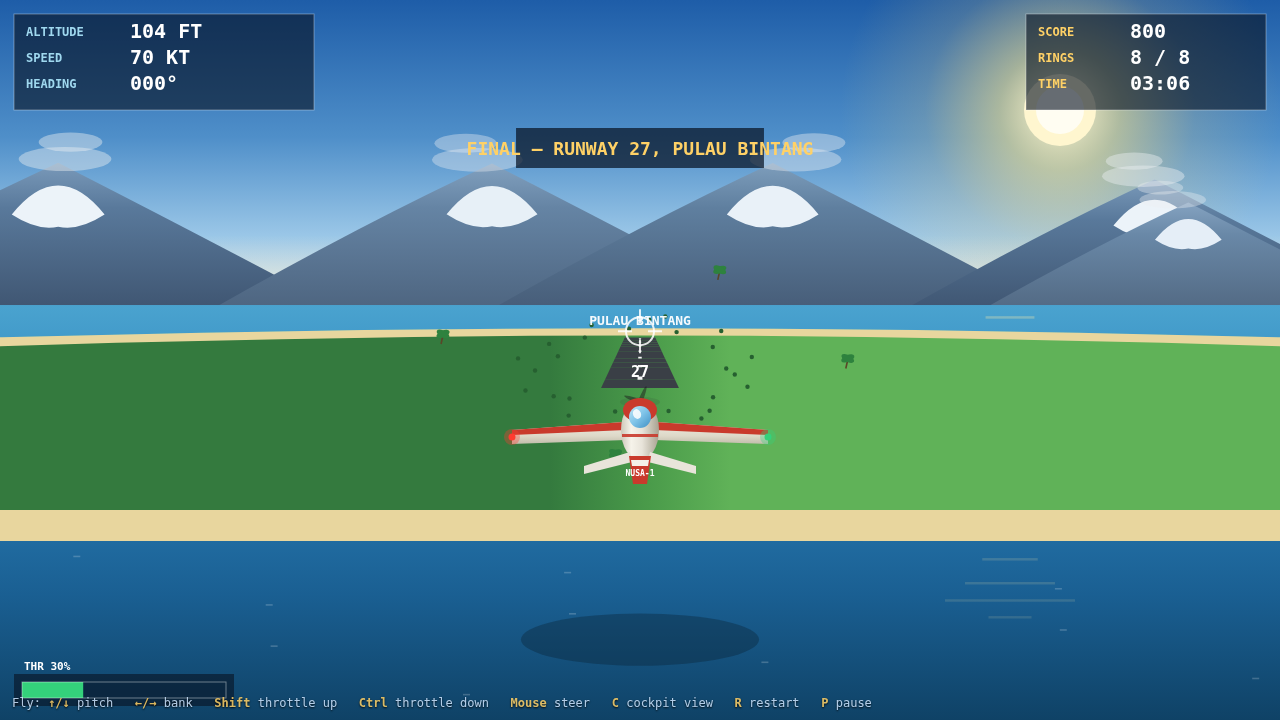 ALTITUDE 104 FT
SPEED 70 KT
HEADING 000°
SCORE 800
RINGS 8 / 8
TIME 03:06
FINAL — RUNWAY 27, PULAU BINTANG
PULAU BINTANG
27
NUSA-1
THR 30%
Fly: ↑/↓ pitch ←/→ bank Shift throttle up Ctrl throttle down Mouse steer C cockpit view R restart P pause